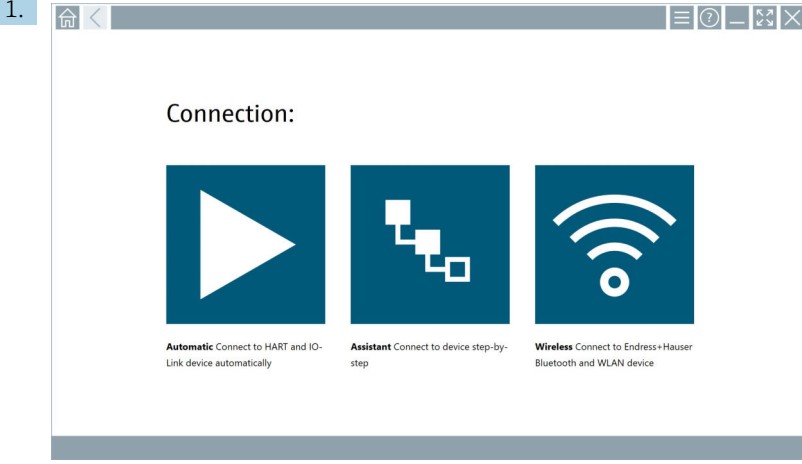 1.
Connection:
Automatic Connect to HART and IO-
Link device automatically
Assistant Connect to device step-by-
step
Wireless Connect to Endress+Hauser
Bluetooth and WLAN device